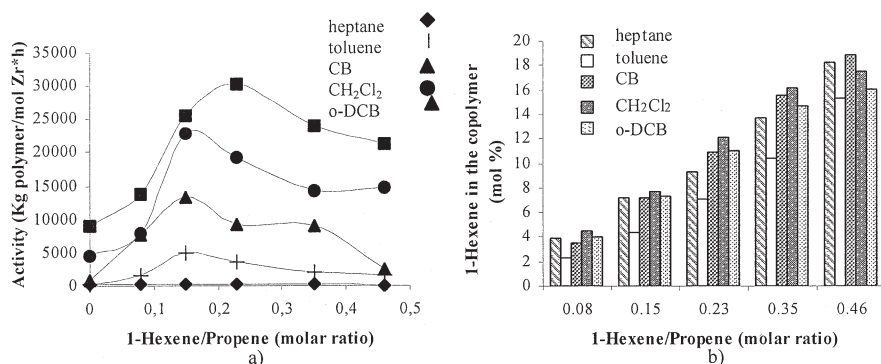 heptane
toluene
CB
CH2Cl2
o-DCB
35000
30000
25000
20000
15000
10000
5000
0
Activity (Kg polymer/mol Zr*h)
0
0,1
0,2
0,3
0,4
0,5
1-Hexene/Propene (molar ratio)
a)
heptane
toluene
CB
CH2Cl2
o-DCB
20
18
16
14
12
10
8
6
4
2
0
1-Hexene in the copolymer
(mol %)
0.08
0.15
0.23
0.35
0.46
1-Hexene/Propene (molar ratio)
b)